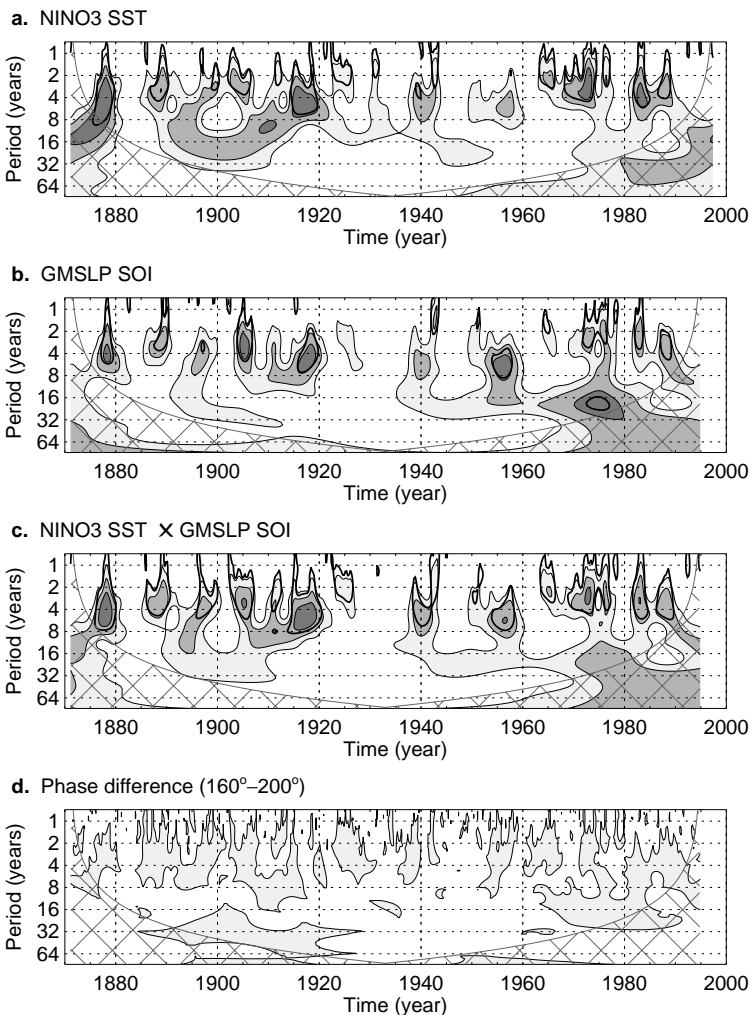 a. NINO3 SST
Period (years)
1
2
4
8
16
32
64
1880 1900 1920 1940 1960 1980 2000
Time (year)
b. GMSLP SOI
Period (years)
1
2
4
8
16
32
64
1880 1900 1920 1940 1960 1980 2000
Time (year)
c. NINO3 SST × GMSLP SOI
Period (years)
1
2
4
8
16
32
64
1880 1900 1920 1940 1960 1980 2000
Time (year)
d. Phase difference (160°–200°)
Period (years)
1
2
4
8
16
32
64
1880 1900 1920 1940 1960 1980 2000
Time (year)